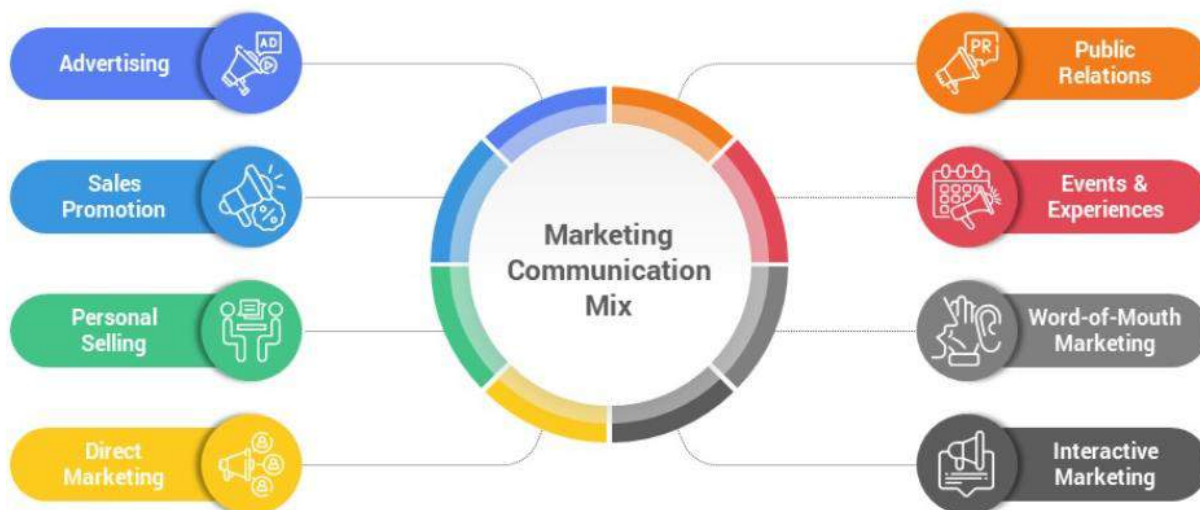 Advertising
AD
Sales
Promotion
%
Personal
Selling
Direct
Marketing
Marketing
Communication
Mix
PR
Public
Relations
Events &
Experiences
Word-of-Mouth
Marketing
Interactive
Marketing